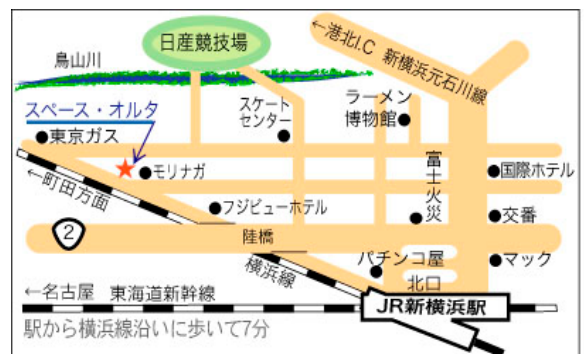 日産競技場
←港北I.C 新横浜元石川線
鳥山川
スペース・オルタ
スケート
センター
ラーメン
博物館
東京ガス
モリナガ
富士火災
国際ホテル
←町田方面
フジビューホテル
交番
2
陸橋
横浜線
パチンコ屋
マック
北口
←名古屋 東海道新幹線
JR新横浜駅
駅から横浜線沿いに歩いて7分